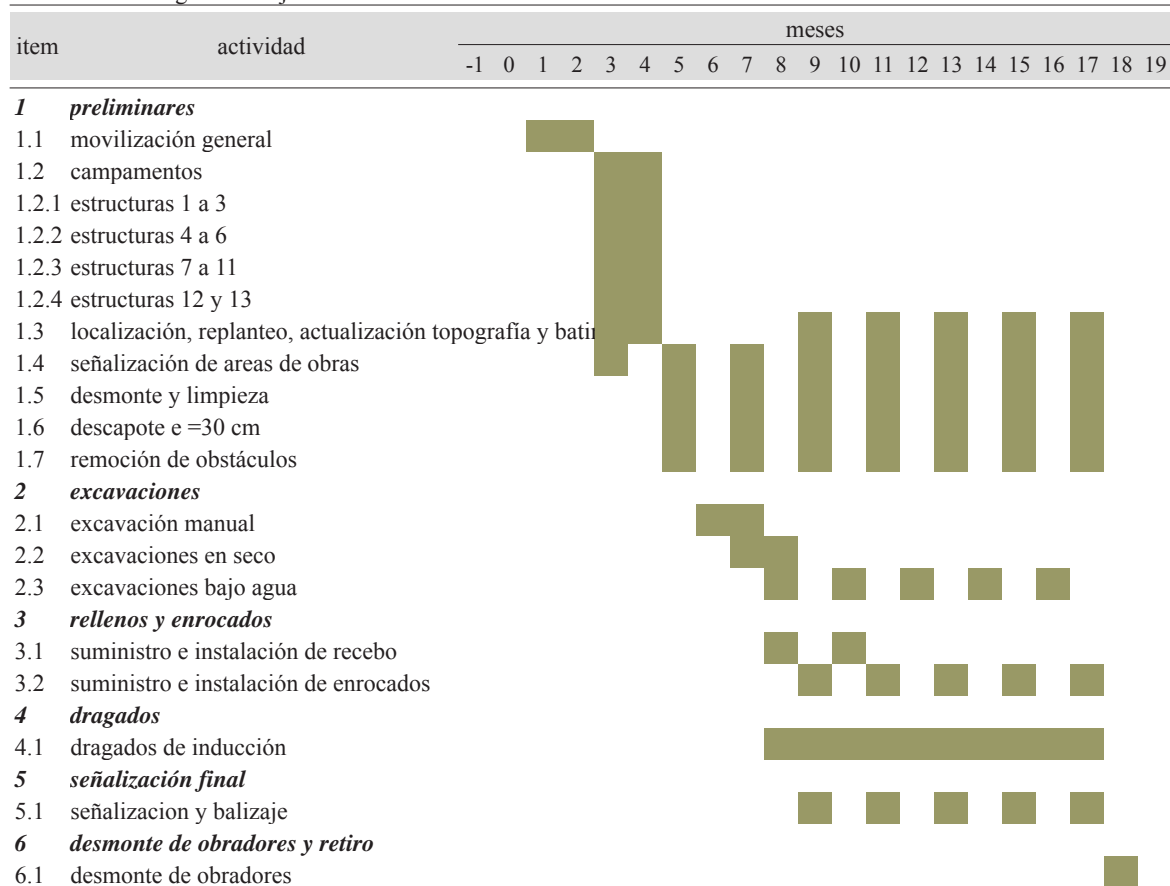 item actividad meses
-1 0 1 2 3 4 5 6 7 8 9 10 11 12 13 14 15 16 17 18 19
1 preliminares
1.1 movilización general
1.2 campamentos
1.2.1 estructuras 1 a 3
1.2.2 estructuras 4 a 6
1.2.3 estructuras 7 a 11
1.2.4 estructuras 12 y 13
1.3 localización, replanteo, actualización topografía y
1.4 señalización de areas de obras
1.5 desmonte y limpieza
1.6 descapote e =30 cm
1.7 remoción de obstáculos
2 excavaciones
2.1 excavación manual
2.2 excavaciones en seco
2.3 excavaciones bajo agua
3 rellenos y enrocados
3.1 suministro e instalación de recebo
3.2 suministro e instalación de enrocados
4 dragados
4.1 dragados de inducción
5 señalización final
5.1 señalizacion y balizaje
6 desmonte de obradores y retiro
6.1 desmonte de obradores